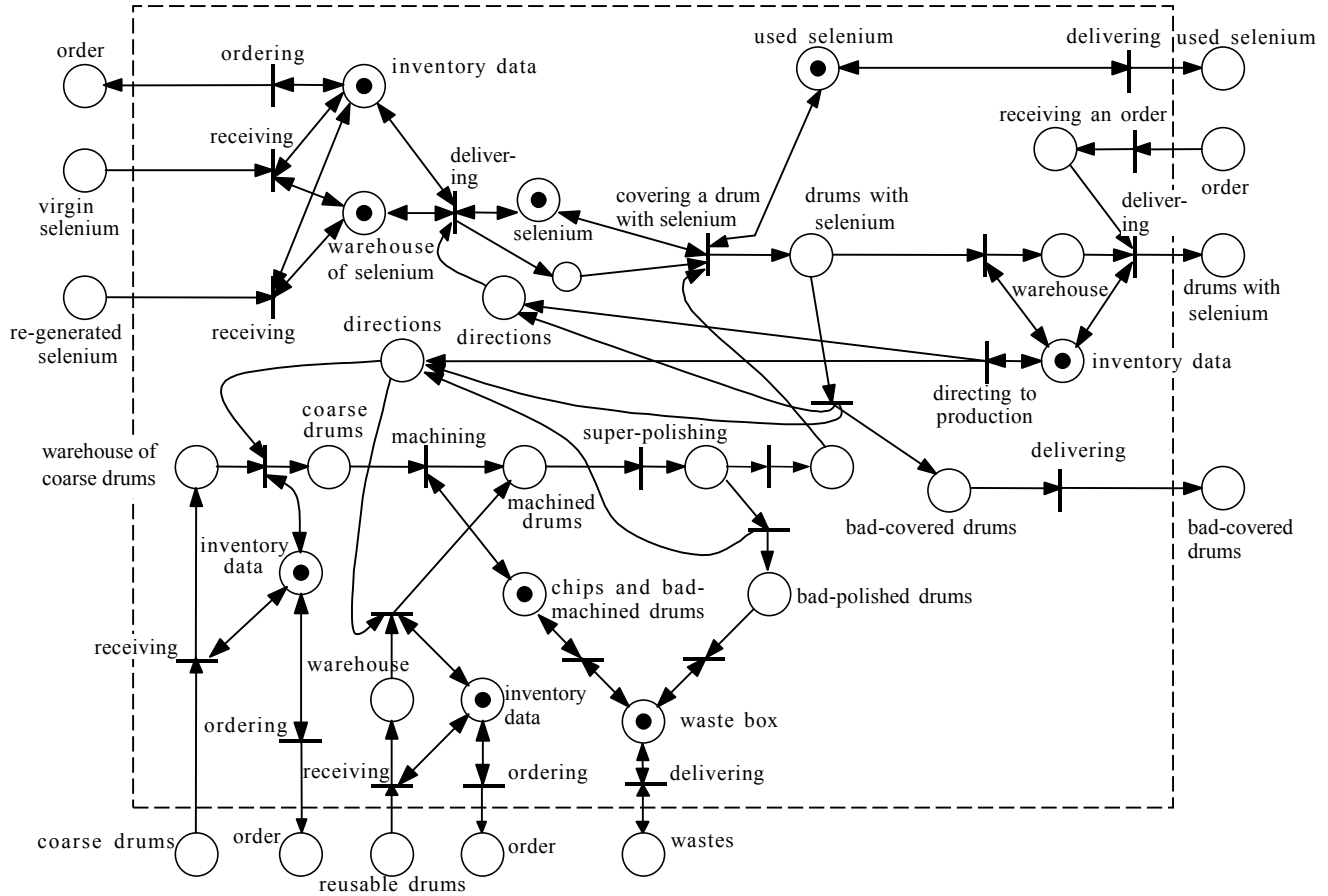 order
ordering
inventory data
used selenium
delivering
used selenium
receiving an order
receiving
deliver-
ing
order
virgin
selenium
warehouse
of selenium
selenium
covering a drum
with selenium
drums with
selenium
deliver-
ing
warehouse
drums with
selenium
re-generated
selenium
receiving
directions
directions
inventory data
directing to
production
coarse
drums
machining
super-polishing
delivering
warehouse of
coarse drums
machined
drums
bad-covered drums
bad-covered
drums
inventory
data
chips and bad-
machined drums
bad-polished drums
receiving
warehouse
inventory
data
waste box
ordering
receiving
ordering
delivering
coarse drums
order
reusable drums
order
wastes